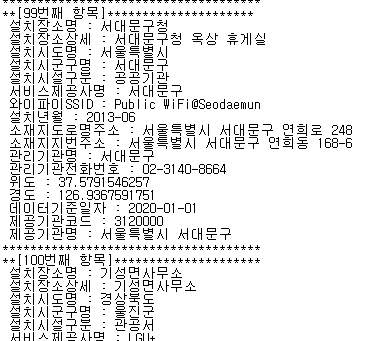 *************************************
**[99번째 항목]*********************
설치장소명 : 서대문구청
설치장소상세 : 서대문구청 옥상 휴게실
설치시도명 : 서울특별시
설치시군구명 : 서대문구
설치시설구분 : 공공기관
서비스제공사명 : 서대문구
와이파이SSID : Public WiFi@Seodaemun
설치년월 : 2013-06
소재지도로명주소 : 서울특별시 서대문구 연희로 248
소재지지번주소 : 서울특별시 서대문구 연희동 168-6
관리기관명 : 서대문구
관리기관전화번호 : 02-3140-8664
위도 : 37.5791546257
경도 : 126.9367591751
데이터기준일자 : 2020-01-01
제공기관코드 : 3120000
제공기관명 : 서울특별시 서대문구
*************************************
**[100번째 항목]********************
설치장소명 : 기성면사무소
설치장소상세 : 기성면사무소
설치시도명 : 경상북도
설치시군구명 : 울진군
설치시설구분 : 관공서
서비스제공사명 : LGU+